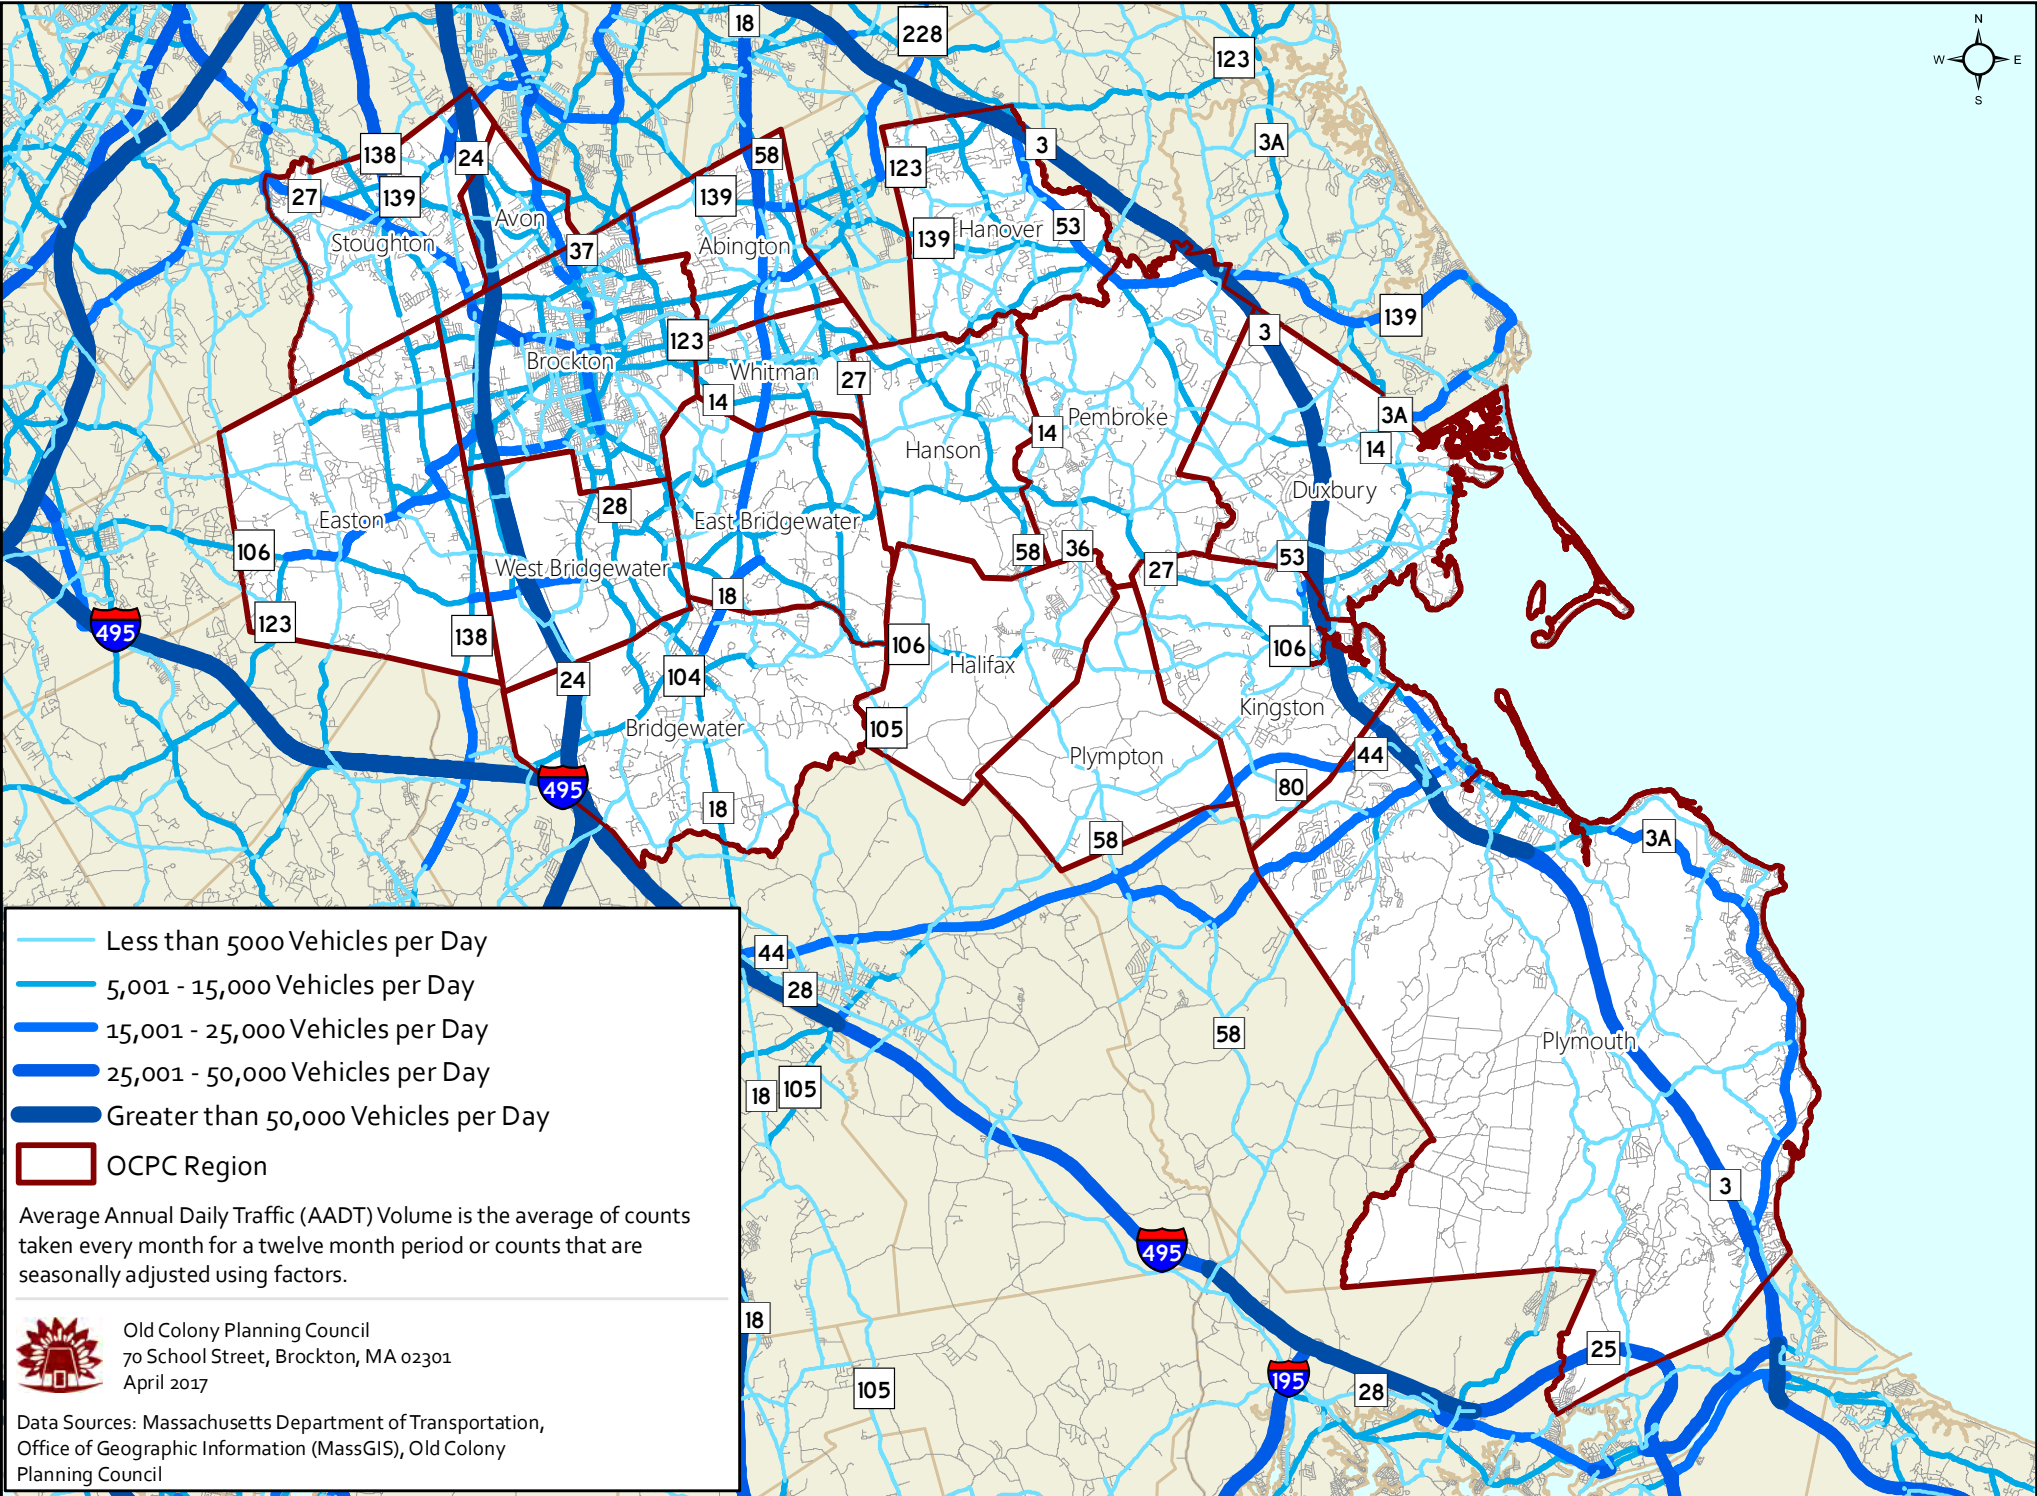 N
W E
S
18
228
123
3A
3
138
24
58
123
27
139
139
Avon
Stoughton
37
Abington
139
Hanover
53
139
3
123
Brockton
Whitman
27
14
3A
Pembroke
14
14
Hanson
Duxbury
28
East Bridgewater
Easton
106
58
36
53
West Bridgewater
27
18
495
123
138
106
106
Halifax
24
104
Kingston
Bridgewater
105
44
Plympton
495
80
18
58
3A
44
28
58
Plymouth
18
105
3
495
18
25
195
28
105
Less than 5000 Vehicles per Day
5,001 - 15,000 Vehicles per Day
15,001 - 25,000 Vehicles per Day
25,001 - 50,000 Vehicles per Day
Greater than 50,000 Vehicles per Day
OCPC Region
Average Annual Daily Traffic (AADT) Volume is the average of counts
taken every month for a twelve month period or counts that are
seasonally adjusted using factors.
Old Colony Planning Council
70 School Street, Brockton, MA 02301
April 2017
Data Sources: Massachusetts Department of Transportation,
Office of Geographic Information (MassGIS), Old Colony
Planning Council